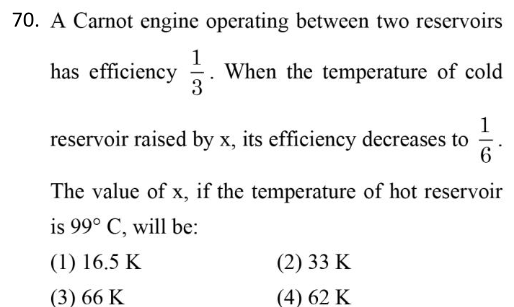 70. A Carnot engine operating between two reservoirs
has efficiency 1/3. When the temperature of cold
reservoir raised by x, its efficiency decreases to 1/6.
The value of x, if the temperature of hot reservoir
is 99° C, will be:
(1) 16.5 K (2) 33 K
(3) 66 K (4) 62 K